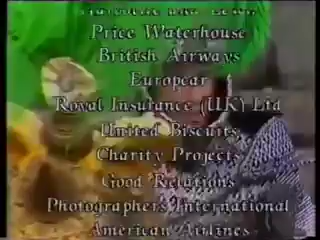 Price Waterhouse
British Airways
Europcar
Royal Insurance (UK) Ltd
United Biscuits
Charity Projects
Good Relations
Photographers International
American Airlines